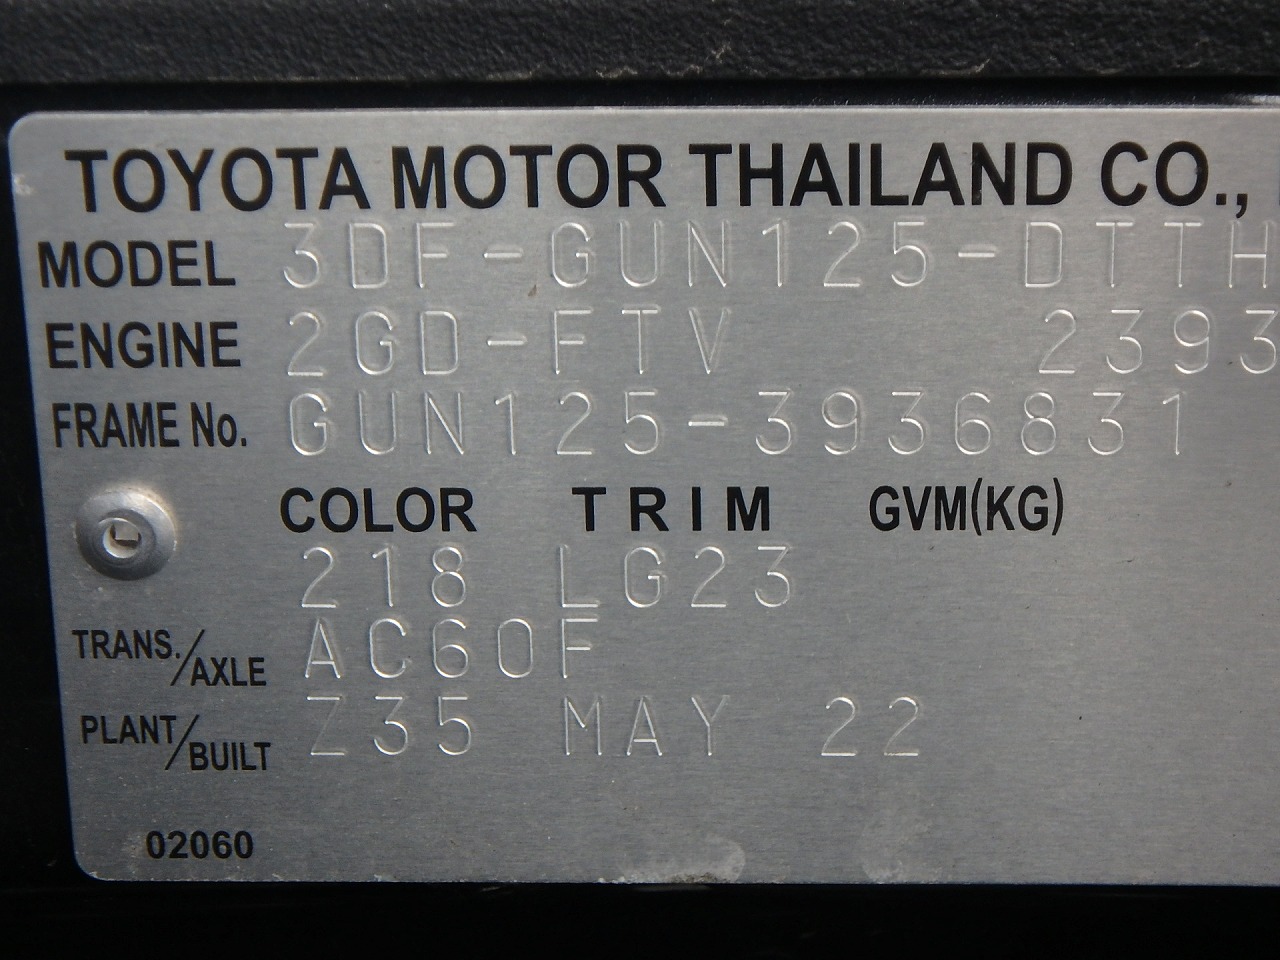 TOYOTA MOTOR THAILAND CO.,
MODEL 3DF-GUN125-DTTH
ENGINE 2GD-FTV 2393
FRAME No. GUN125-3936831
COLOR TRIM GVM(KG)
218 LG23
TRANS./AXLE AC60F
PLANT/BUILT Z35 MAY 22
02060